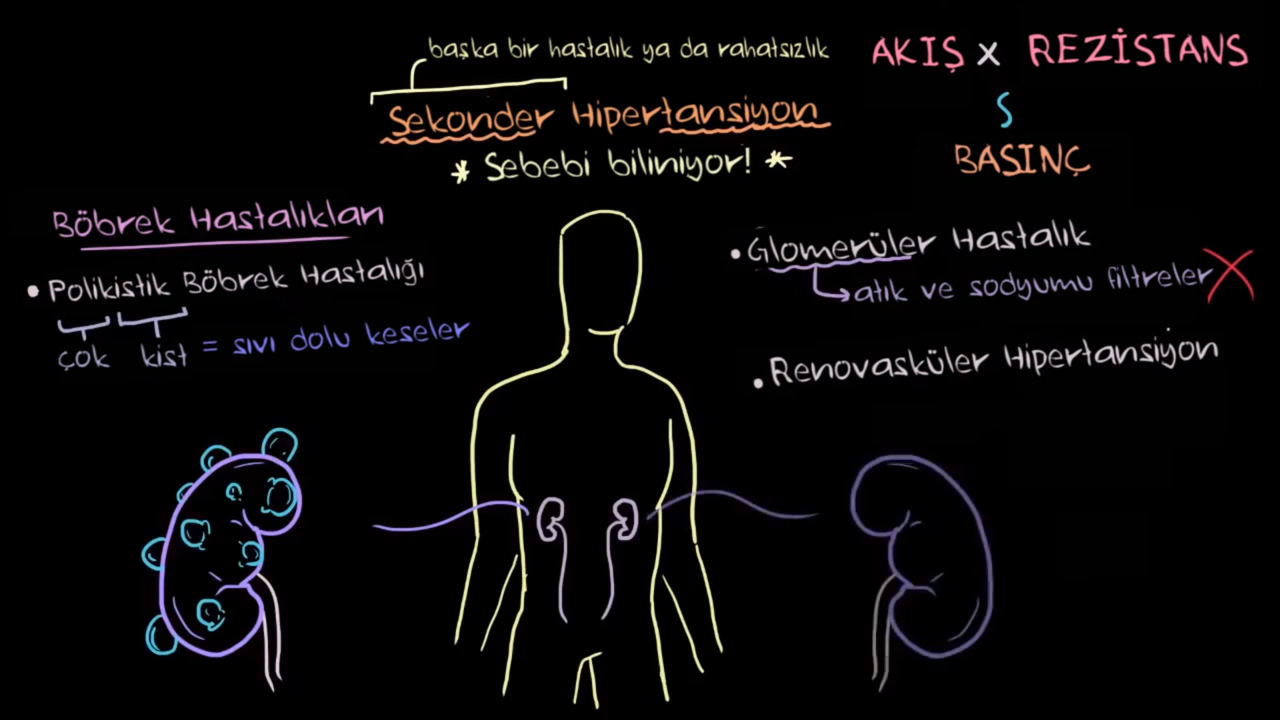 başka bir hastalık ya da rahatsızlık
Sekonder Hipertansiyon
* Sebebi biliniyor! *
AKIŞ x REZİSTANS
S
BASINÇ
Böbrek Hastalıkları
• Polikistik Böbrek Hastalığı
çok kist = sıvı dolu keseler
• Glomerüler Hastalık
atık ve sodyumu filtreler
• Renovasküler Hipertansiyon